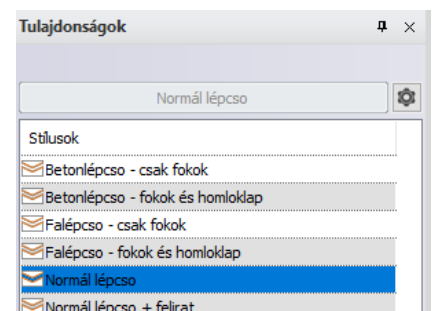 Tulajdonságok
Normál lépcso
Stílusok
Betonlépcso - csak fokok
Betonlépcso - fokok és homloklap
Falépcso - csak fokok
Falépcso - fokok és homloklap
Normál lépcso
Normál lépcso + felirat